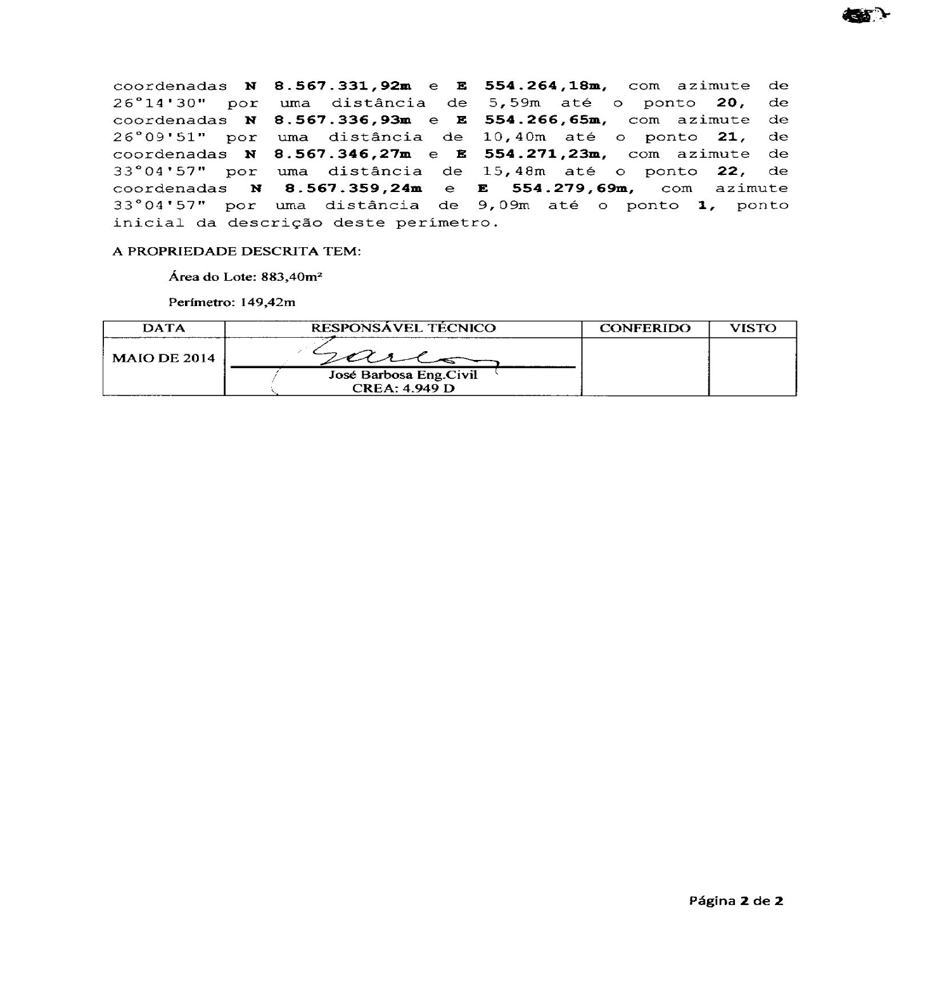 coordenadas N 8.567.331,92m e E 554.264,18m, com azimute de
26°14'30" por uma distância de 5,59m até o ponto 20, de
coordenadas N 8.567.336,93m e E 554.266,65m, com azimute de
26°09'51" por uma distância de 10,40m até o ponto 21, de
coordenadas N 8.567.346,27m e E 554.271,23m, com azimute de
33°04'57" por uma distância de 15,48m até o ponto 22, de
coordenadas N 8.567.359,24m e E 554.279,69m, com azimute
33°04'57" por uma distância de 9,09m até o ponto 1, ponto
inicial da descrição deste perímetro.
A PROPRIEDADE DESCRITA TEM:
Área do Lote: 883,40m²
Perímetro: 149,42m
DATA RESPONSÁVEL TÉCNICO CONFERIDO VISTO
MAIO DE 2014
José Barbosa Eng.Civil
CREA: 4.949 D
Página 2 de 2